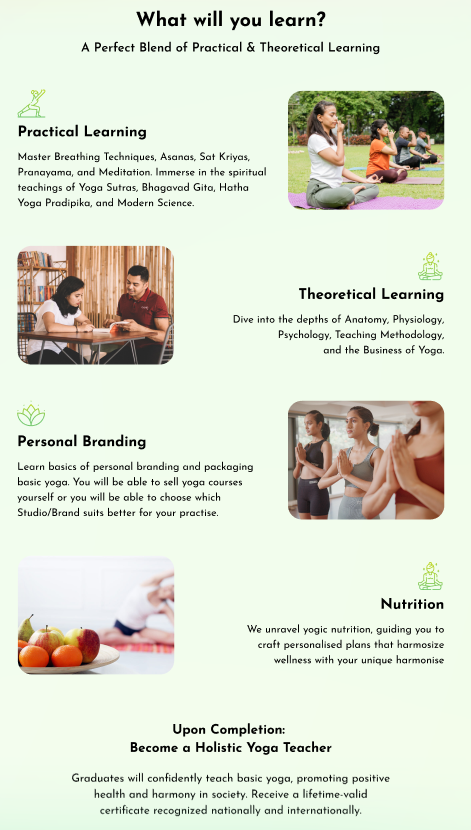 What will you learn?
A Perfect Blend of Practical & Theoretical Learning
Practical Learning
Master Breathing Techniques, Asanas, Sat Kriyas,
Pranayama, and Meditation. Immerse in the spiritual
teachings of Yoga Sutras, Bhagavad Gita, Hatha
Yoga Pradipika, and Modern Science.
Theoretical Learning
Dive into the depths of Anatomy, Physiology,
Psychology, Teaching Methodology,
and the Business of Yoga.
Personal Branding
Learn basics of personal branding and packaging
basic yoga. You will be able to sell yoga courses
yourself or you will be able to choose which
Studio/Brand suits better for your practise.
Nutrition
We unravel yogic nutrition, guiding you to
craft personalised plans that harmosize
wellness with your unique harmonise
Upon Completion:
Become a Holistic Yoga Teacher
Graduates will confidently teach basic yoga, promoting positive
health and harmony in society. Receive a lifetime-valid
certificate recognized nationally and internationally.